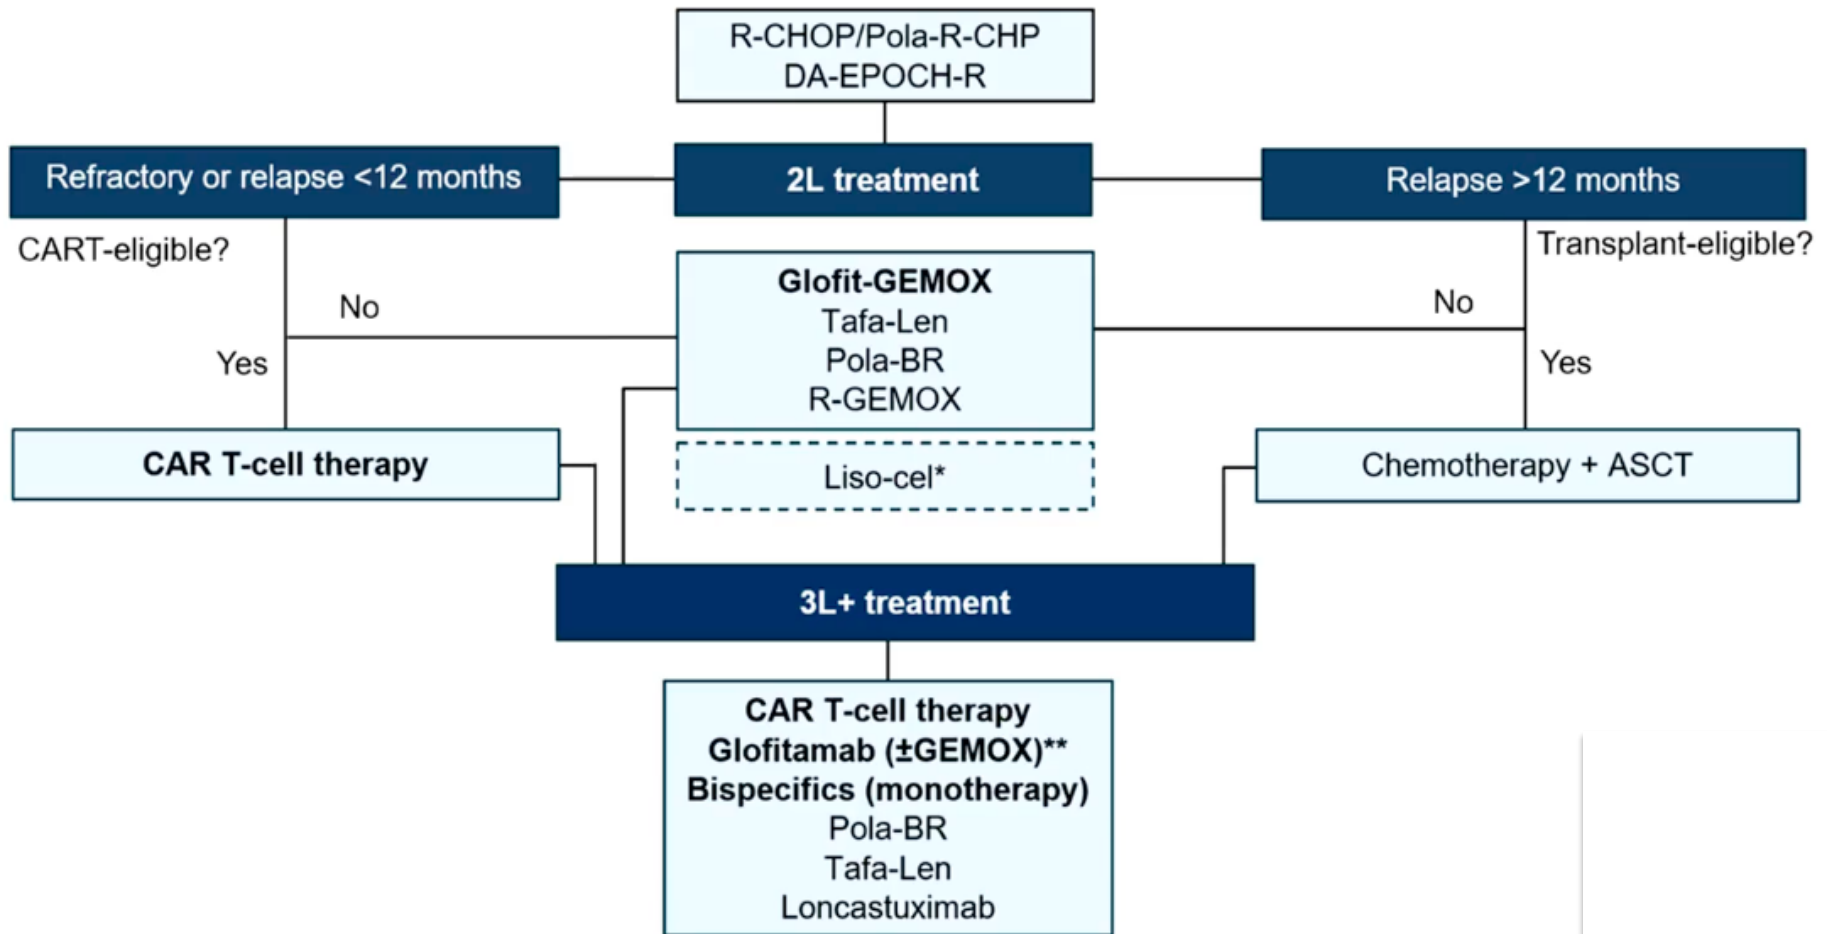 R-CHOP/Pola-R-CHP
DA-EPOCH-R
Refractory or relapse <12 months
2L treatment
Relapse >12 months
CART-eligible?
Transplant-eligible?
No
Yes
Glofit-GEMOX
Tafa-Len
Pola-BR
R-GEMOX
No
Yes
CAR T-cell therapy
Liso-cel*
Chemotherapy + ASCT
3L+ treatment
CAR T-cell therapy
Glofitamab (±GEMOX)**
Bispecifics (monotherapy)
Pola-BR
Tafa-Len
Loncastuximab